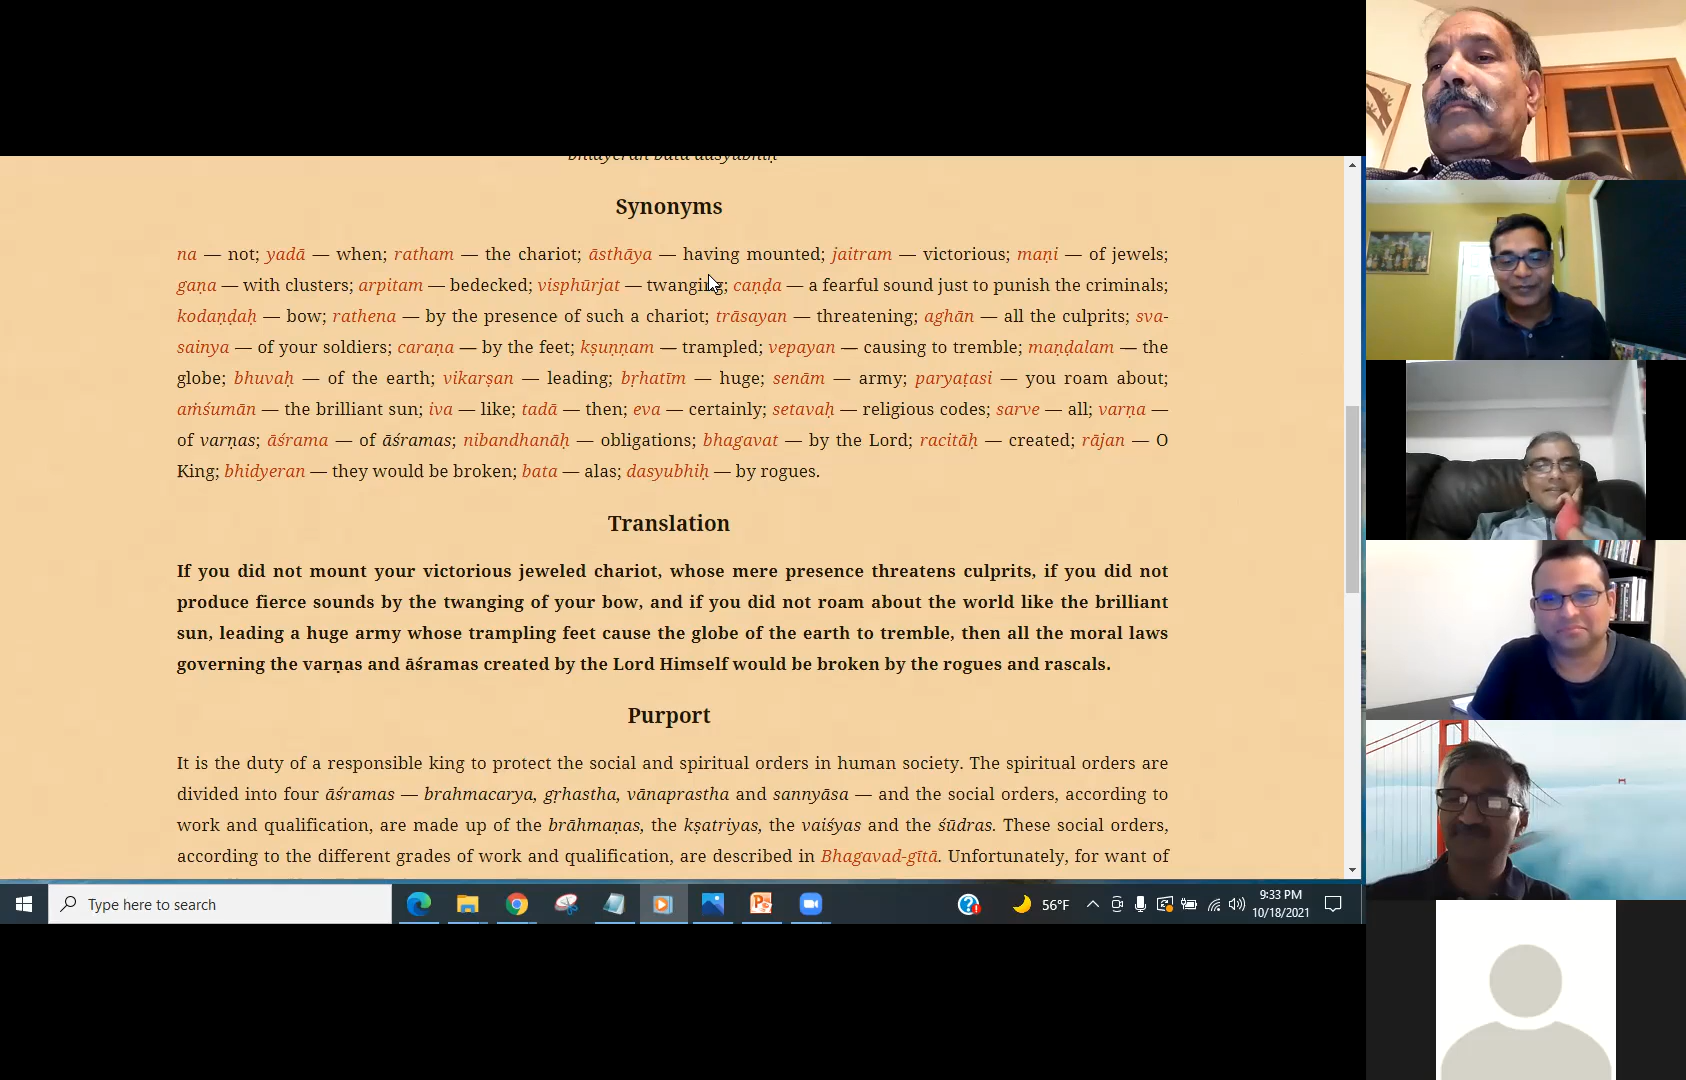 bhidyeran bata dasyubhiḥ
Synonyms
na — not; yadā — when; ratham — the chariot; āsthāya — having mounted; jaitram — victorious; maṇi — of jewels;
gaṇa — with clusters; arpitam — bedecked; visphūrjat — twanging; caṇḍa — a fearful sound just to punish the criminals;
kodaṇḍaḥ — bow; rathena — by the presence of such a chariot; trāsayan — threatening; aghān — all the culprits; sva-
sainya — of your soldiers; caraṇa — by the feet; kṣuṇṇam — trampled; vepayan — causing to tremble; maṇḍalam — the
globe; bhuvaḥ — of the earth; vikarṣan — leading; bṛhatīm — huge; senām — army; paryaṭasi — you roam about;
aṁśumān — the brilliant sun; iva — like; tadā — then; eva — certainly; setavaḥ — religious codes; sarve — all; varṇa —
of varṇas; āśrama — of āśramas; nibandhanāḥ — obligations; bhagavat — by the Lord; racitāḥ — created; rājan — O
King; bhidyeran — they would be broken; bata — alas; dasyubhiḥ — by rogues.
Translation
If you did not mount your victorious jeweled chariot, whose mere presence threatens culprits, if you did not
produce fierce sounds by the twanging of your bow, and if you did not roam about the world like the brilliant
sun, leading a huge army whose trampling feet cause the globe of the earth to tremble, then all the moral laws
governing the varṇas and āśramas created by the Lord Himself would be broken by the rogues and rascals.
Purport
It is the duty of a responsible king to protect the social and spiritual orders in human society. The spiritual orders are
divided into four āśramas — brahmacarya, gṛhastha, vānaprastha and sannyāsa — and the social orders, according to
work and qualification, are made up of the brāhmaṇas, the kṣatriyas, the vaiśyas and the śūdras. These social orders,
according to the different grades of work and qualification, are described in Bhagavad-gītā. Unfortunately, for want of
Type here to search
56°F
9:33 PM
10/18/2021